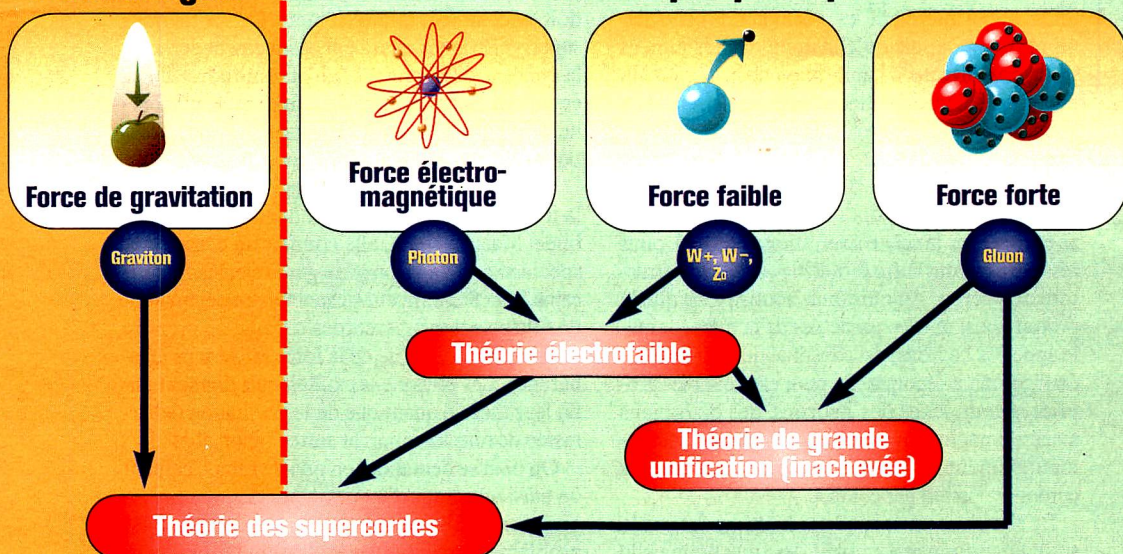 Force de gravitation
Force électro-
magnétique
Force faible
Force forte
Graviton
Photon
W+, W−,
Z0
Gluon
Théorie électrofaible
Théorie de grande
unification (inachevée)
Théorie des supercordes